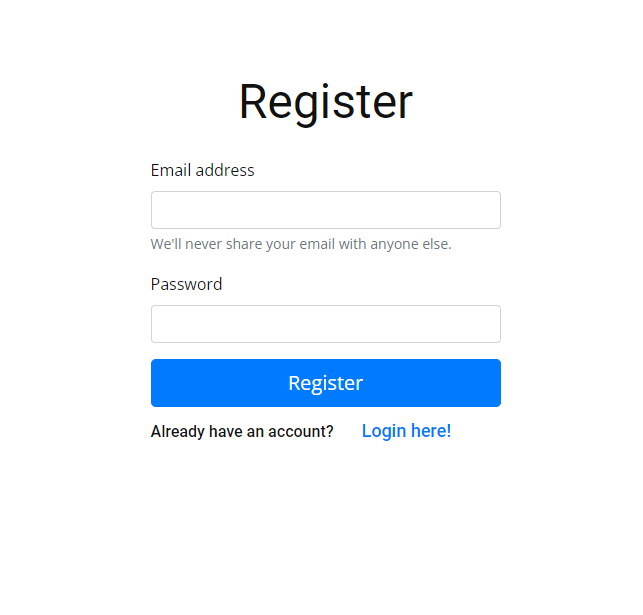 Register
Email address
We'll never share your email with anyone else.
Password
Register
Already have an account? Login here!